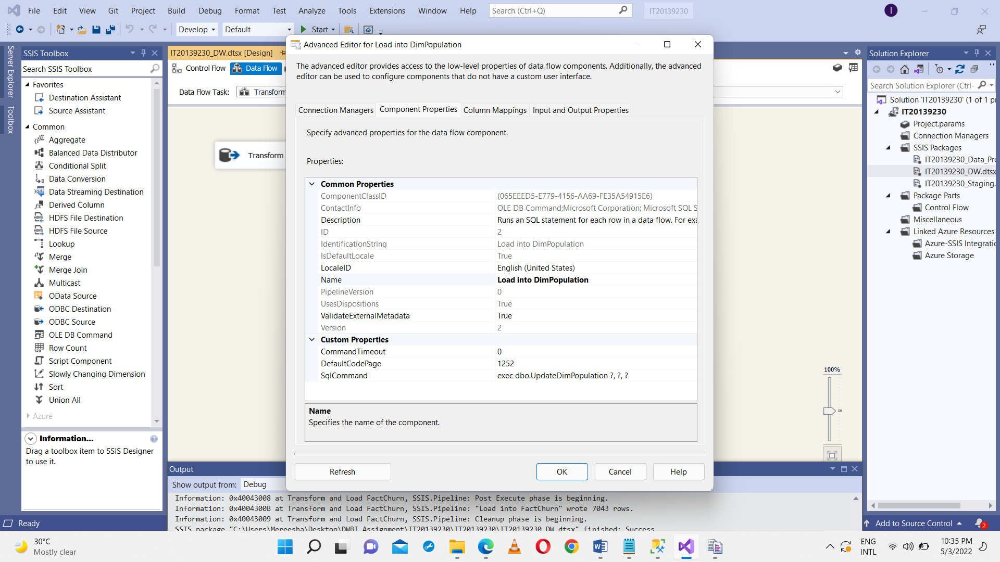 File Edit View Git Project Build Debug Format Test Analyze Tools Extensions Window Help Search (Ctrl+Q) IT20139230 I
Develop Default Start
Server Explorer
Toolbox
SSIS Toolbox
Search SSIS Toolbox
Favorites
Destination Assistant
Source Assistant
Common
Aggregate
Balanced Data Distributor
Conditional Split
Data Conversion
Data Streaming Destination
Derived Column
HDFS File Destination
HDFS File Source
Lookup
Merge
Merge Join
Multicast
OData Source
ODBC Destination
ODBC Source
OLE DB Command
Row Count
Script Component
Slowly Changing Dimension
Sort
Union All
Azure
Information...
Drag a toolbox item to SSIS Designer
to use it.
IT20139230_DW.dtsx [Design]
Control Flow Data Flow
Data Flow Task: Transform
Transform
100%
Advanced Editor for Load into DimPopulation
The advanced editor provides access to the low-level properties of data flow components. Additionally, the advanced
editor can be used to configure components that do not have a custom user interface.
Connection Managers Component Properties Column Mappings Input and Output Properties
Specify advanced properties for the data flow component.
Properties:
Common Properties
ComponentClassID {065EEED5-E779-4156-AA69-FE35A54915E6}
ContactInfo OLE DB Command;Microsoft Corporation; Microsoft SQL S
Description Runs an SQL statement for each row in a data flow. For exa
ID 2
IdentificationString Load into DimPopulation
IsDefaultLocale True
LocaleID English (United States)
Name Load into DimPopulation
PipelineVersion 0
UsesDispositions True
ValidateExternalMetadata True
Version 2
Custom Properties
CommandTimeout 0
DefaultCodePage 1252
SqlCommand exec dbo.UpdateDimPopulation ?, ?, ?
Name
Specifies the name of the component.
Refresh OK Cancel Help
Output
Show output from: Debug
Information: 0x40043008 at Transform and Load FactChurn, SSIS.Pipeline: Post Execute phase is beginning.
Information: 0x4004300B at Transform and Load FactChurn, SSIS.Pipeline: "Load into FactChurn" wrote 7043 rows.
Information: 0x40043009 at Transform and Load FactChurn, SSIS.Pipeline: Cleanup phase is beginning.
SSIS package "C:\Users\Mereesha\Desktop\DWBI Assignment\IT20139230\IT20139230\IT20139230_DW.dtsx" finished: Success
Solution Explorer
Search Solution Explorer (Ctrl-
Solution 'IT20139230' (1 of 1 pr
IT20139230
Project.params
Connection Managers
SSIS Packages
IT20139230_Data_Pro
IT20139230_DW.dtsx
IT20139230_Staging.
Package Parts
Control Flow
Miscellaneous
Linked Azure Resources
Azure-SSIS Integratio
Azure Storage
Ready Add to Source Control 2
30°C
Mostly clear
ENG
INTL
10:35 PM
5/3/2022